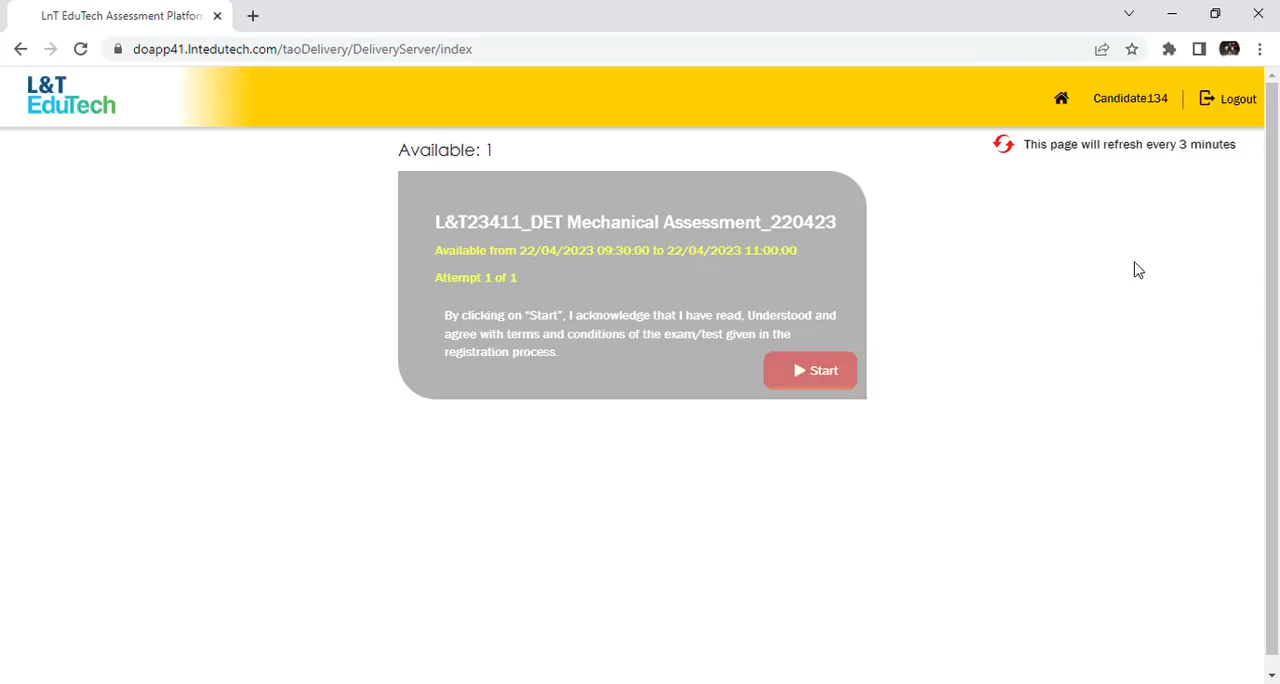 LnT EduTech Assessment Platform
doapp41.lntedutech.com/taoDelivery/DeliveryServer/index
L&T
EduTech
Candidate134
Logout
Available: 1
This page will refresh every 3 minutes
L&T23411_DET Mechanical Assessment_220423
Available from 22/04/2023 09:30:00 to 22/04/2023 11:00:00
Attempt 1 of 1
By clicking on “Start”, I acknowledge that I have read, Understood and
agree with terms and conditions of the exam/test given in the
registration process.
Start